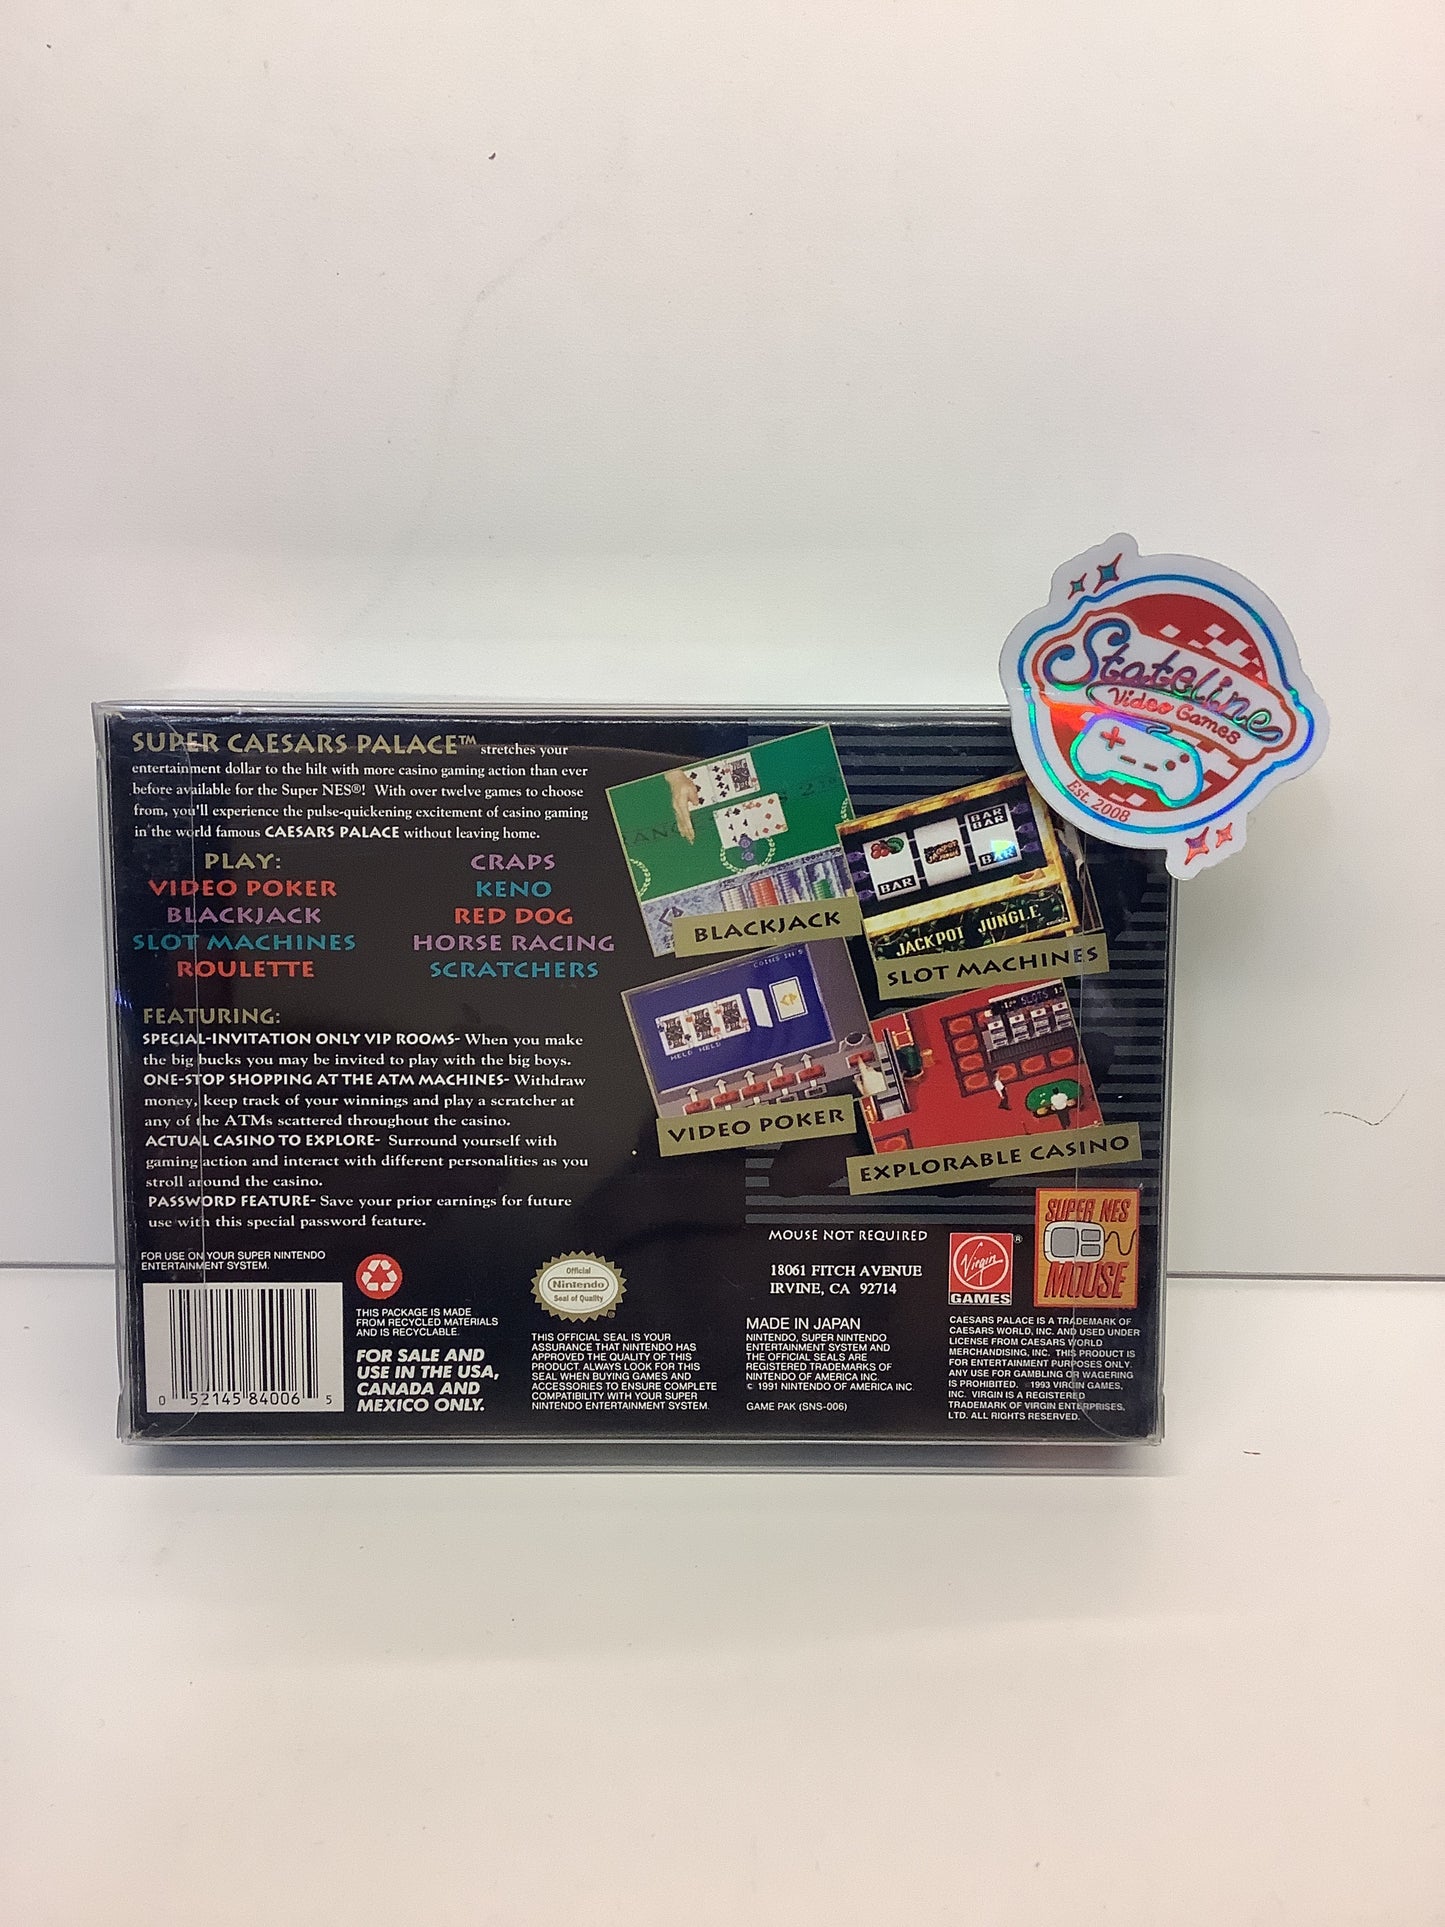 Stateline
Video Games
Est. 2008
SUPER CAESARS PALACE™ stretches your
entertainment dollar to the hilt with more casino gaming action than ever
before available for the Super NES®! With over twelve games to choose
from, you'll experience the pulse-quickening excitement of casino gaming
in the world famous CAESARS PALACE without leaving home.
PLAY:
VIDEO POKER
BLACKJACK
SLOT MACHINES
ROULETTE
CRAPS
KENO
RED DOG
HORSE RACING
SCRATCHERS
FEATURING:
SPECIAL-INVITATION ONLY VIP ROOMS- When you make
the big bucks you may be invited to play with the big boys.
ONE-STOP SHOPPING AT THE ATM MACHINES- Withdraw
money, keep track of your winnings and play a scratcher at
any of the ATMs scattered throughout the casino.
ACTUAL CASINO TO EXPLORE- Surround yourself with
gaming action and interact with different personalities as you
stroll around the casino.
PASSWORD FEATURE- Save your prior earnings for future
use with this special password feature.
BLACKJACK
BAR
BAR
BAR
BAR
JACKPOT JUNGLE
SLOT MACHINES
COINS IN:5
HELD HELD
VIDEO POKER
SLOTS
EXPLORABLE CASINO
FOR USE ON YOUR SUPER NINTENDO
ENTERTAINMENT SYSTEM.
0 52145 84006 5
THIS PACKAGE IS MADE
FROM RECYCLED MATERIALS
AND IS RECYCLABLE.
FOR SALE AND
USE IN THE USA,
CANADA AND
MEXICO ONLY.
Official
Nintendo
Seal of Quality
THIS OFFICIAL SEAL IS YOUR
ASSURANCE THAT NINTENDO HAS
APPROVED THE QUALITY OF THIS
PRODUCT. ALWAYS LOOK FOR THIS
SEAL WHEN BUYING GAMES AND
ACCESSORIES TO ENSURE COMPLETE
COMPATIBILITY WITH YOUR SUPER
NINTENDO ENTERTAINMENT SYSTEM.
MOUSE NOT REQUIRED
18061 FITCH AVENUE
IRVINE, CA 92714
MADE IN JAPAN
NINTENDO, SUPER NINTENDO
ENTERTAINMENT SYSTEM AND
THE OFFICIAL SEALS ARE
REGISTERED TRADEMARKS OF
NINTENDO OF AMERICA INC.
© 1991 NINTENDO OF AMERICA INC.
GAME PAK (SNS-006)
Virgin ®
GAMES
SUPER NES
MOUSE
CAESARS PALACE IS A TRADEMARK OF
CAESARS WORLD, INC. AND USED UNDER
LICENSE FROM CAESARS WORLD
MERCHANDISING, INC. THIS PRODUCT IS
FOR ENTERTAINMENT PURPOSES ONLY.
ANY USE FOR GAMBLING OR WAGERING
IS PROHIBITED. ©1993 VIRGIN GAMES,
INC. VIRGIN IS A REGISTERED
TRADEMARK OF VIRGIN ENTERPRISES,
LTD. ALL RIGHTS RESERVED.